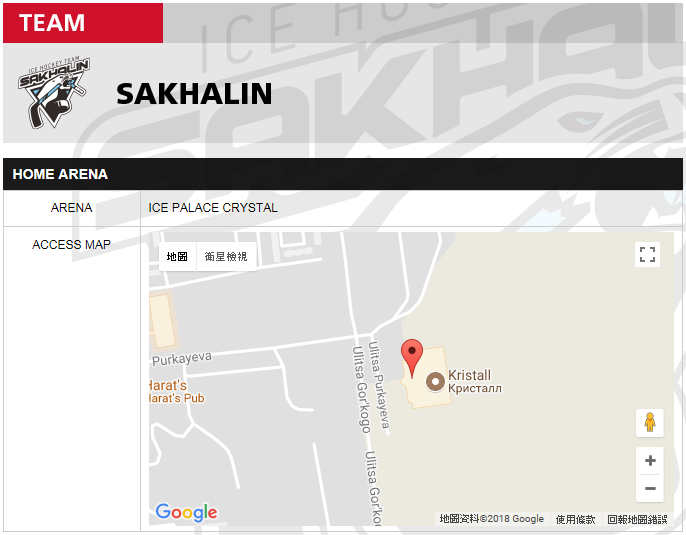 TEAM
ICE HOCKEY TEAM
SAKHALIN
SAKHALIN
HOME ARENA
ARENA
ICE PALACE CRYSTAL
ACCESS MAP
地圖
衛星檢視
Purkayeva
Harat's
Harat's Pub
Ulitsa Gor'kogo
Ulitsa Purkayeva
Ulitsa Gor'kogo
Kristall
Кристалл
Google
地圖資料©2018 Google
使用條款
回報地圖錯誤